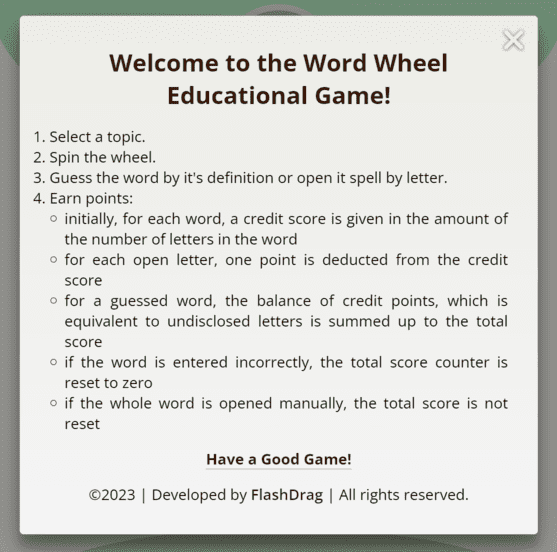 Welcome to the Word Wheel
Educational Game!
1. Select a topic.
2. Spin the wheel.
3. Guess the word by it's definition or open it spell by letter.
4. Earn points:
○ initially, for each word, a credit score is given in the amount of
the number of letters in the word
○ for each open letter, one point is deducted from the credit
score
○ for a guessed word, the balance of credit points, which is
equivalent to undisclosed letters is summed up to the total
score
○ if the word is entered incorrectly, the total score counter is
reset to zero
○ if the whole word is opened manually, the total score is not
reset
Have a Good Game!
©2023 | Developed by FlashDrag | All rights reserved.